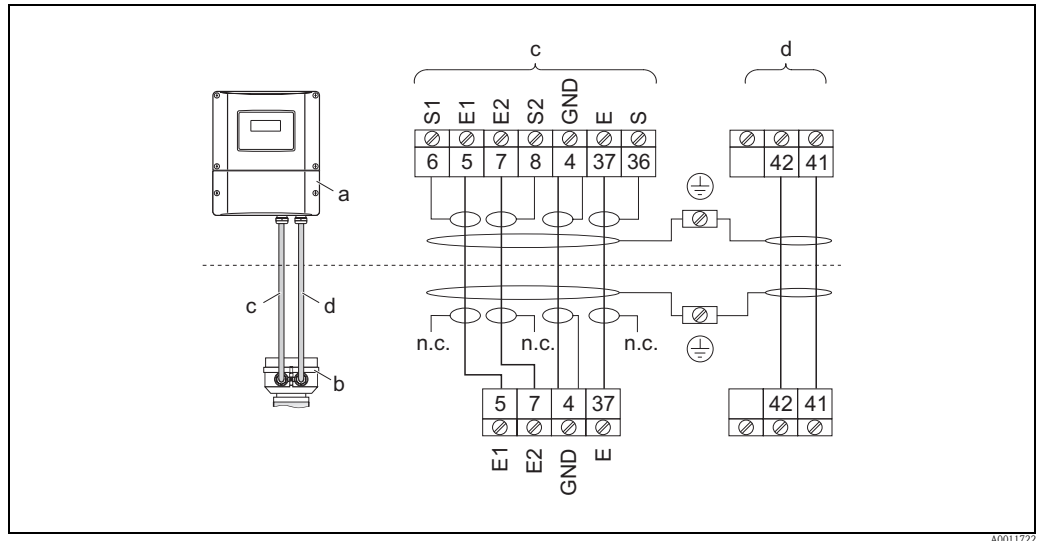 c d
S1 E1 E2 S2 GND E S
6 5 7 8 4 37 36 42 41
a
c d
n.c. n.c. n.c.
b
5 7 4 37 42 41
E1 E2 GND E
A0011722